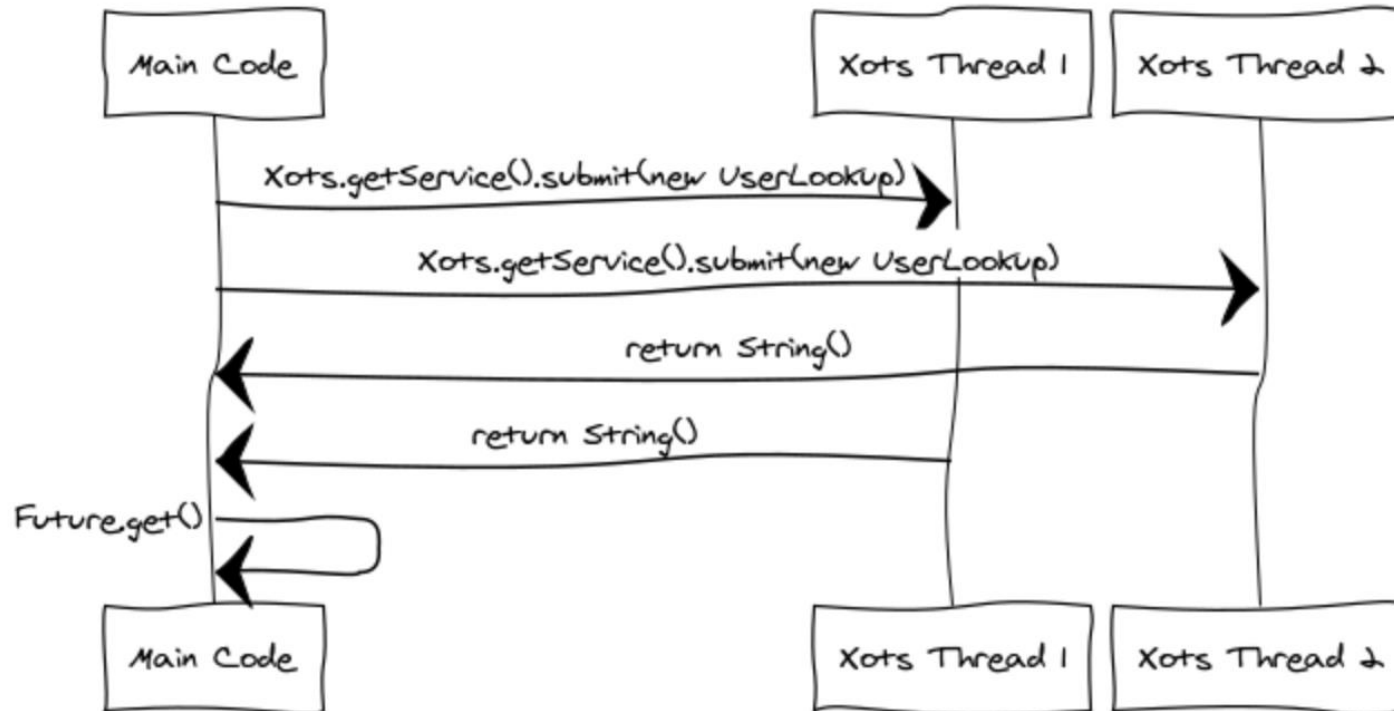 Main Code
Xots Thread 1
Xots Thread 2
Xots.getService().submit(new UserLookup)
Xots.getService().submit(new UserLookup)
return String()
return String()
Future.get()
Main Code
Xots Thread 1
Xots Thread 2